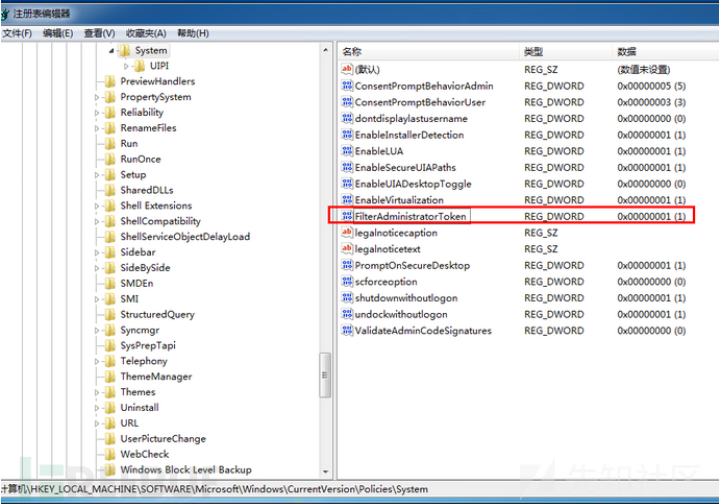 注册表编辑器
文件(F) 编辑(E) 查看(V) 收藏夹(A) 帮助(H)
System
UIPI
PreviewHandlers
PropertySystem
Reliability
RenameFiles
Run
RunOnce
Setup
SharedDLLs
Shell Extensions
ShellCompatibility
ShellServiceObjectDelayLoad
Sidebar
SideBySide
SMDEn
SMI
StructuredQuery
Syncmgr
SysPrepTapi
Telephony
ThemeManager
Themes
Uninstall
URL
UserPictureChange
WebCheck
Windows Block Level Backup
名称 类型 数据
(默认) REG_SZ (数值未设置)
ConsentPromptBehaviorAdmin REG_DWORD 0x00000005 (5)
ConsentPromptBehaviorUser REG_DWORD 0x00000003 (3)
dontdisplaylastusername REG_DWORD 0x00000000 (0)
EnableInstallerDetection REG_DWORD 0x00000001 (1)
EnableLUA REG_DWORD 0x00000001 (1)
EnableSecureUIAPaths REG_DWORD 0x00000001 (1)
EnableUIADesktopToggle REG_DWORD 0x00000000 (0)
EnableVirtualization REG_DWORD 0x00000001 (1)
FilterAdministratorToken REG_DWORD 0x00000001 (1)
legalnoticecaption REG_SZ
legalnoticetext REG_SZ
PromptOnSecureDesktop REG_DWORD 0x00000001 (1)
scforceoption REG_DWORD 0x00000000 (0)
shutdownwithoutlogon REG_DWORD 0x00000001 (1)
undockwithoutlogon REG_DWORD 0x00000001 (1)
ValidateAdminCodeSignatures REG_DWORD 0x00000000 (0)
先知社区
计算机\HKEY_LOCAL_MACHINE\SOFTWARE\Microsoft\Windows\CurrentVersion\Policies\System